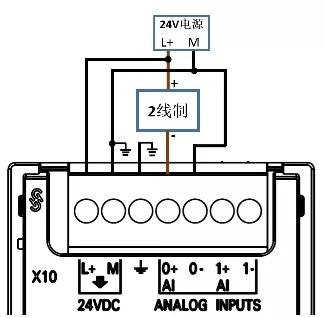 24V电源
L+ M
+
2线制
-
L+ M 0+ 0- 1+ 1-
X10 AI AI
24VDC ANALOG INPUTS